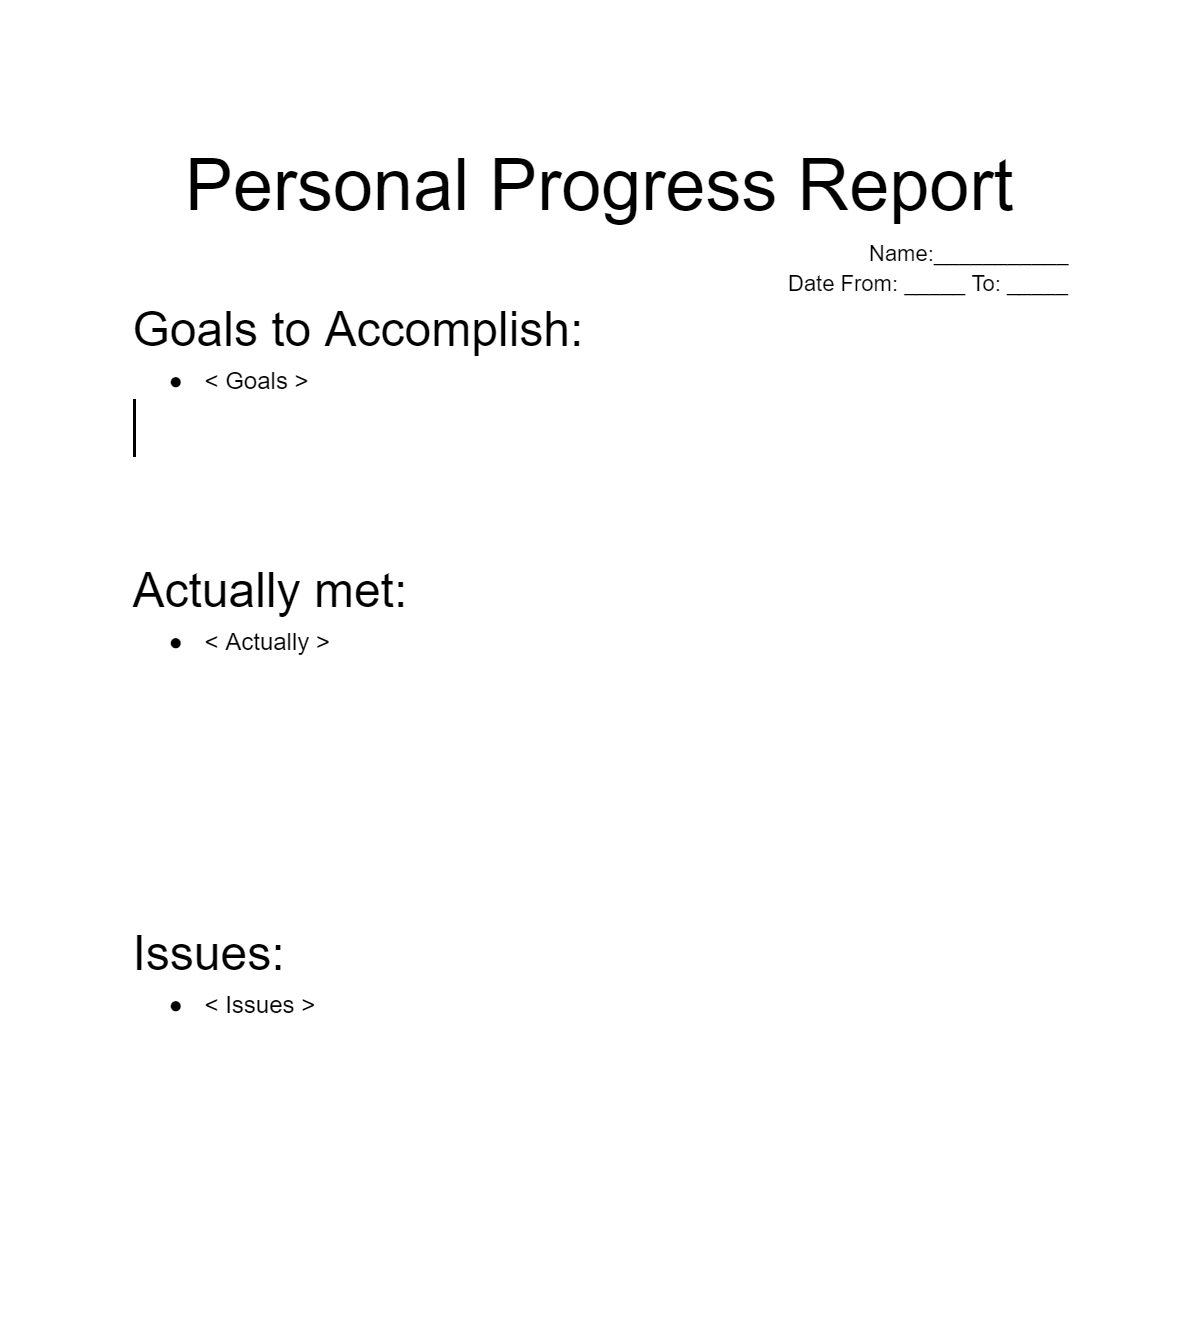 Personal Progress Report
Name:___________
Date From: _____ To: _____
Goals to Accomplish:
● < Goals >
Actually met:
● < Actually >
Issues:
● < Issues >